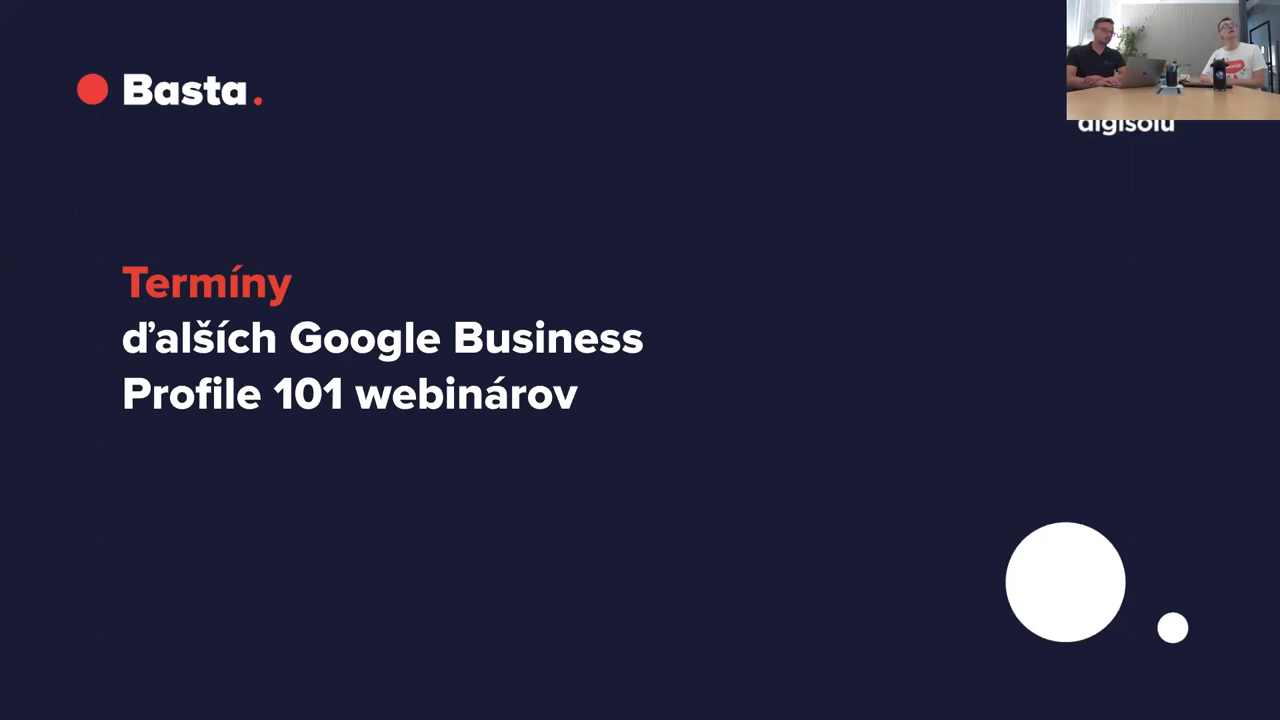 Basta.
digisolu
Termíny
ďalších Google Business
Profile 101 webinárov